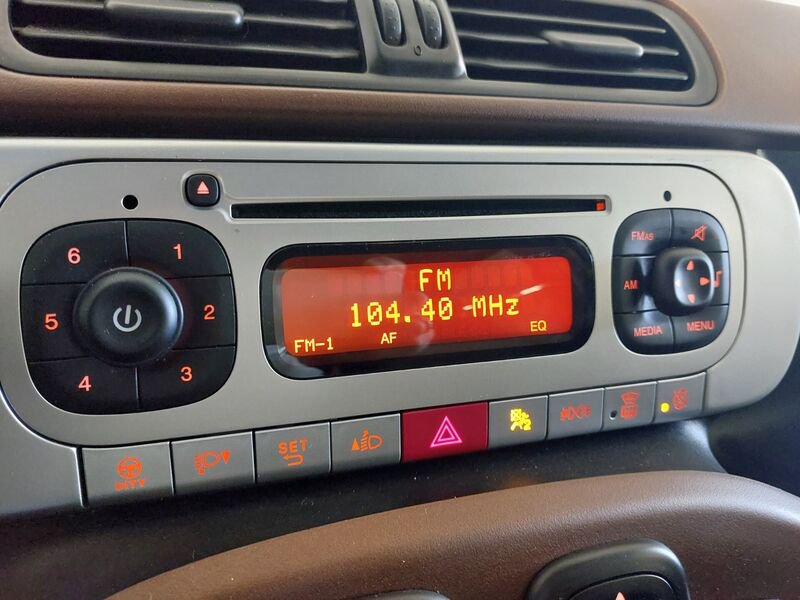 6
1
5
2
4
3
FM
104.40 MHz
FM-1
AF
EQ
FMAS
AM
MEDIA
MENU
CITY
SET